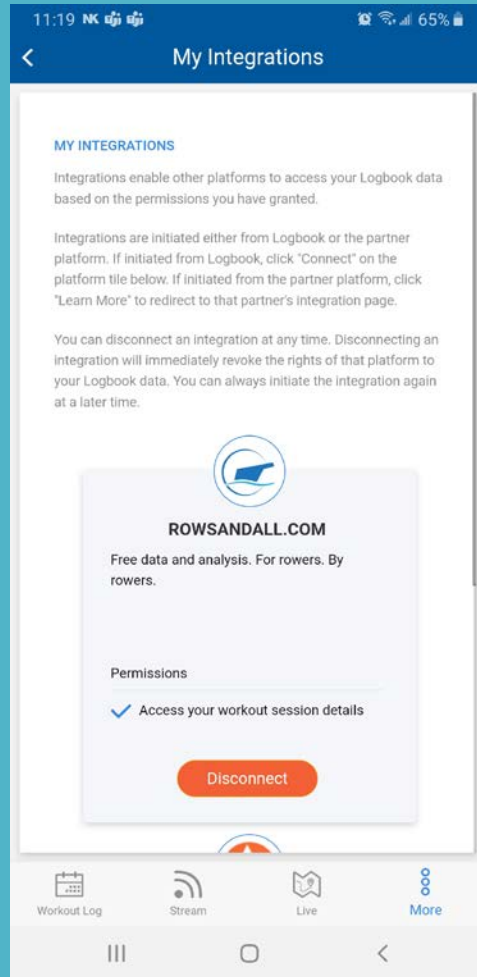 11:19 NK 65%
My Integrations
MY INTEGRATIONS
Integrations enable other platforms to access your Logbook data
based on the permissions you have granted.
Integrations are initiated either from Logbook or the partner
platform. If initiated from Logbook, click "Connect" on the
platform tile below. If initiated from the partner platform, click
"Learn More" to redirect to that partner's integration page.
You can disconnect an integration at any time. Disconnecting an
integration will immediately revoke the rights of that platform to
your Logbook data. You can always initiate the integration again
at a later time.
ROWSANDALL.COM
Free data and analysis. For rowers. By
rowers.
Permissions
Access your workout session details
Disconnect
Workout Log Stream Live More